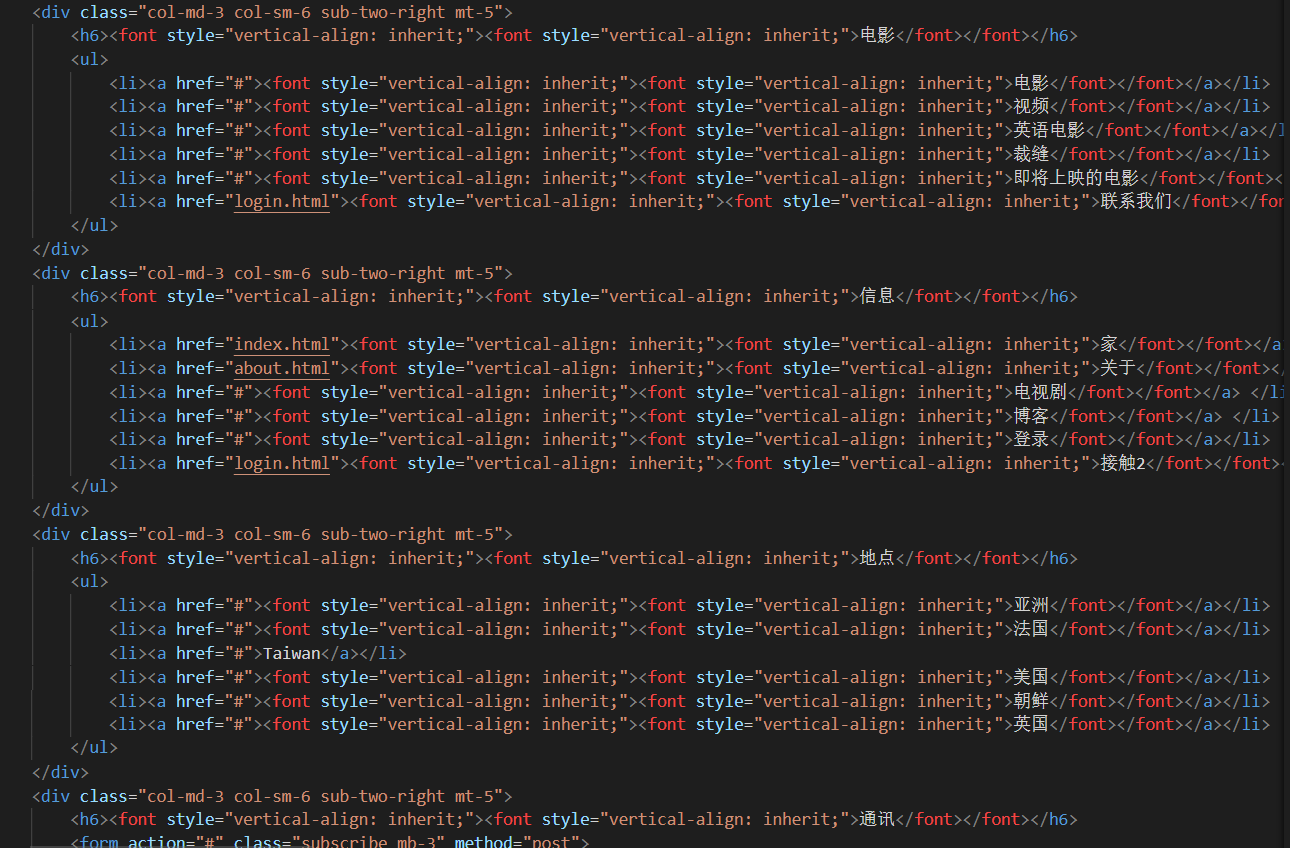 <div class="col-md-3 col-sm-6 sub-two-right mt-5">
<h6><font style="vertical-align: inherit;"><font style="vertical-align: inherit;">电影</font></font></h6>
<ul>
<li><a href="#"><font style="vertical-align: inherit;"><font style="vertical-align: inherit;">电影</font></font></a></li>
<li><a href="#"><font style="vertical-align: inherit;"><font style="vertical-align: inherit;">视频</font></font></a></li>
<li><a href="#"><font style="vertical-align: inherit;"><font style="vertical-align: inherit;">英语电影</font></font></a></l
<li><a href="#"><font style="vertical-align: inherit;"><font style="vertical-align: inherit;">裁缝</font></font></a></li>
<li><a href="#"><font style="vertical-align: inherit;"><font style="vertical-align: inherit;">即将上映的电影</font></font><
<li><a href="login.html"><font style="vertical-align: inherit;"><font style="vertical-align: inherit;">联系我们</font></fon
</ul>
</div>
<div class="col-md-3 col-sm-6 sub-two-right mt-5">
<h6><font style="vertical-align: inherit;"><font style="vertical-align: inherit;">信息</font></font></h6>
<ul>
<li><a href="index.html"><font style="vertical-align: inherit;"><font style="vertical-align: inherit;">家</font></font></a
<li><a href="about.html"><font style="vertical-align: inherit;"><font style="vertical-align: inherit;">关于</font></font></
<li><a href="#"><font style="vertical-align: inherit;"><font style="vertical-align: inherit;">电视剧</font></font></a> </li
<li><a href="#"><font style="vertical-align: inherit;"><font style="vertical-align: inherit;">博客</font></font></a> </li>
<li><a href="#"><font style="vertical-align: inherit;"><font style="vertical-align: inherit;">登录</font></font></a></li>
<li><a href="login.html"><font style="vertical-align: inherit;"><font style="vertical-align: inherit;">接触2</font></font><
</ul>
</div>
<div class="col-md-3 col-sm-6 sub-two-right mt-5">
<h6><font style="vertical-align: inherit;"><font style="vertical-align: inherit;">地点</font></font></h6>
<ul>
<li><a href="#"><font style="vertical-align: inherit;"><font style="vertical-align: inherit;">亚洲</font></font></a></li>
<li><a href="#"><font style="vertical-align: inherit;"><font style="vertical-align: inherit;">法国</font></font></a></li>
<li><a href="#">Taiwan</a></li>
<li><a href="#"><font style="vertical-align: inherit;"><font style="vertical-align: inherit;">美国</font></font></a></li>
<li><a href="#"><font style="vertical-align: inherit;"><font style="vertical-align: inherit;">朝鲜</font></font></a></li>
<li><a href="#"><font style="vertical-align: inherit;"><font style="vertical-align: inherit;">英国</font></font></a></li>
</ul>
</div>
<div class="col-md-3 col-sm-6 sub-two-right mt-5">
<h6><font style="vertical-align: inherit;"><font style="vertical-align: inherit;">通讯</font></font></h6>
<form action="#" class="subscribe mb-3" method="post">